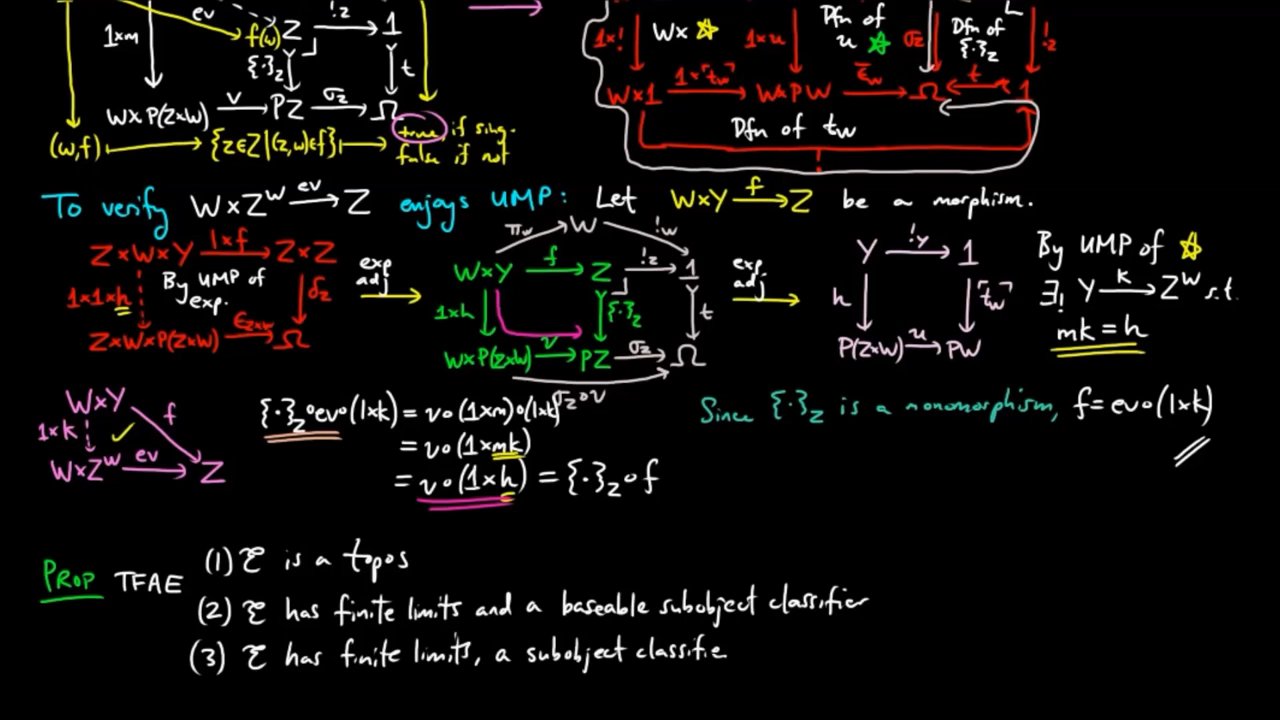 ev
!z
1×m
f(w)
Z
1
{·}z
t
W×P(Z×W) v PZ σz Ω
(w,f) {z∈Z|(z,w)∈f} true, if sing.
false if not
1×!
W×☆
1×u
Dfn of
u ☆
σz
Dfn of
{·}z
!z
W×1 1×⌜tw⌝ W×PW ∈w Ω t 1
Dfn of tw
To verify W×Z^W ev Z enjoys UMP: Let W×Y f Z be a morphism.
Z×W×Y 1×f Z×Z
1×1×h
By UMP of
exp.
δz
Z×W×P(Z×W) ∈z×w Ω
exp
adj
πw W !w
W×Y f Z !z 1
1×h {·}z t
W×P(Z×W) v PZ σz Ω
σz∘v
exp
adj
Y !y 1
h ⌜tw⌝
P(Z×W) u PW
By UMP of ☆
∃! Y k Z^W s.t.
mk = h
W×Y f
1×k ✓
W×Z^W ev Z
{·}z∘ev∘(1×k) = v∘(1×m)∘(1×k)
= v∘(1×mk)
= v∘(1×h) = {·}z∘f
Since {·}z is a monomorphism, f = ev∘(1×k)
PROP TFAE (1) ℰ is a topos
(2) ℰ has finite limits and a baseable subobject classifier
(3) ℰ has finite limits, a subobject classifie